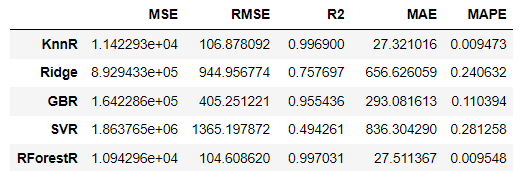 MSE RMSE R2 MAE MAPE
KnnR 1.142293e+04 106.878092 0.996900 27.321016 0.009473
Ridge 8.929433e+05 944.956774 0.757697 656.626059 0.240632
GBR 1.642286e+05 405.251221 0.955436 293.081613 0.110394
SVR 1.863765e+06 1365.197872 0.494261 836.304290 0.281258
RForestR 1.094296e+04 104.608620 0.997031 27.511367 0.009548